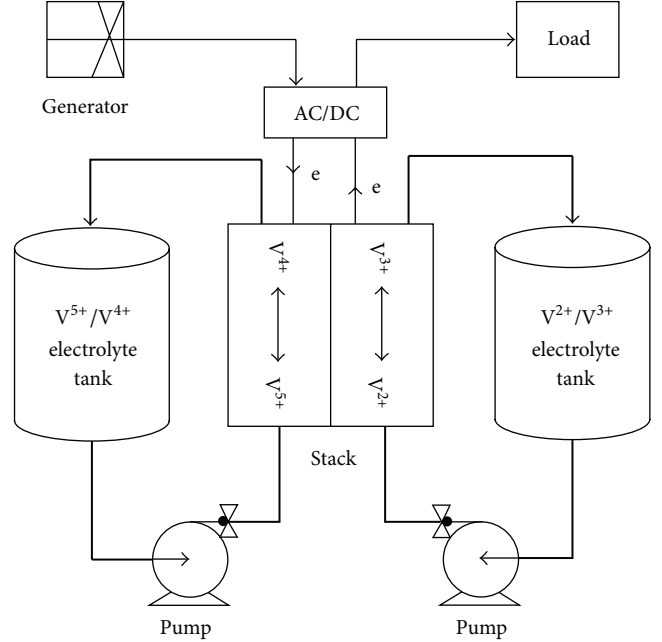 Load
Generator
AC/DC
e
e
V⁴⁺
V³⁺
V⁵⁺/V⁴⁺
electrolyte
tank
V²⁺/V³⁺
electrolyte
tank
V⁵⁺
V²⁺
Stack
Pump
Pump